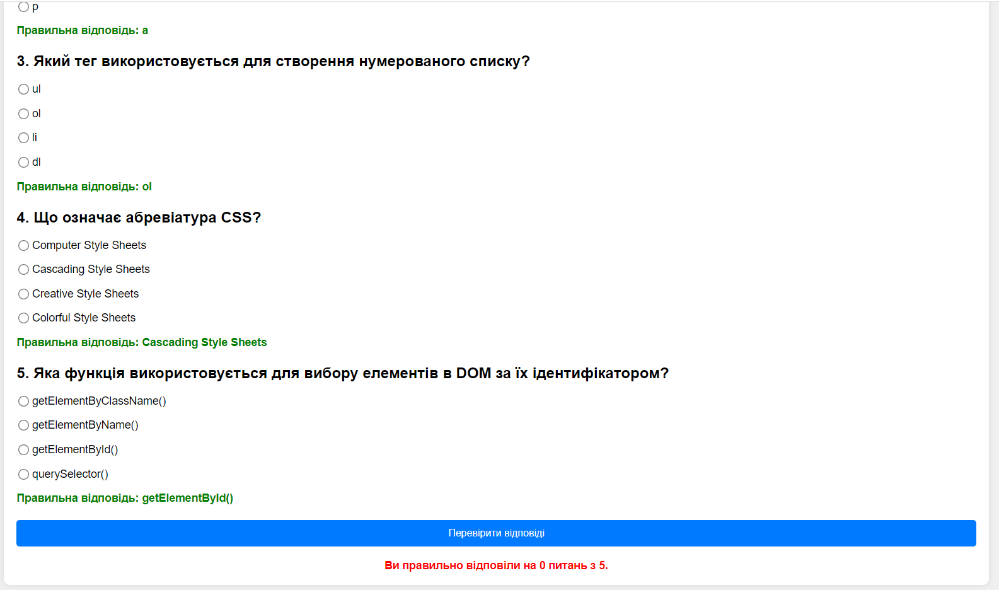 p
Правильна відповідь: a
3. Який тег використовується для створення нумерованого списку?
ul
ol
li
dl
Правильна відповідь: ol
4. Що означає абревіатура CSS?
Computer Style Sheets
Cascading Style Sheets
Creative Style Sheets
Colorful Style Sheets
Правильна відповідь: Cascading Style Sheets
5. Яка функція використовується для вибору елементів в DOM за їх ідентифікатором?
getElementByClassName()
getElementByName()
getElementById()
querySelector()
Правильна відповідь: getElementById()
Перевірити відповіді
Ви правильно відповіли на 0 питань з 5.